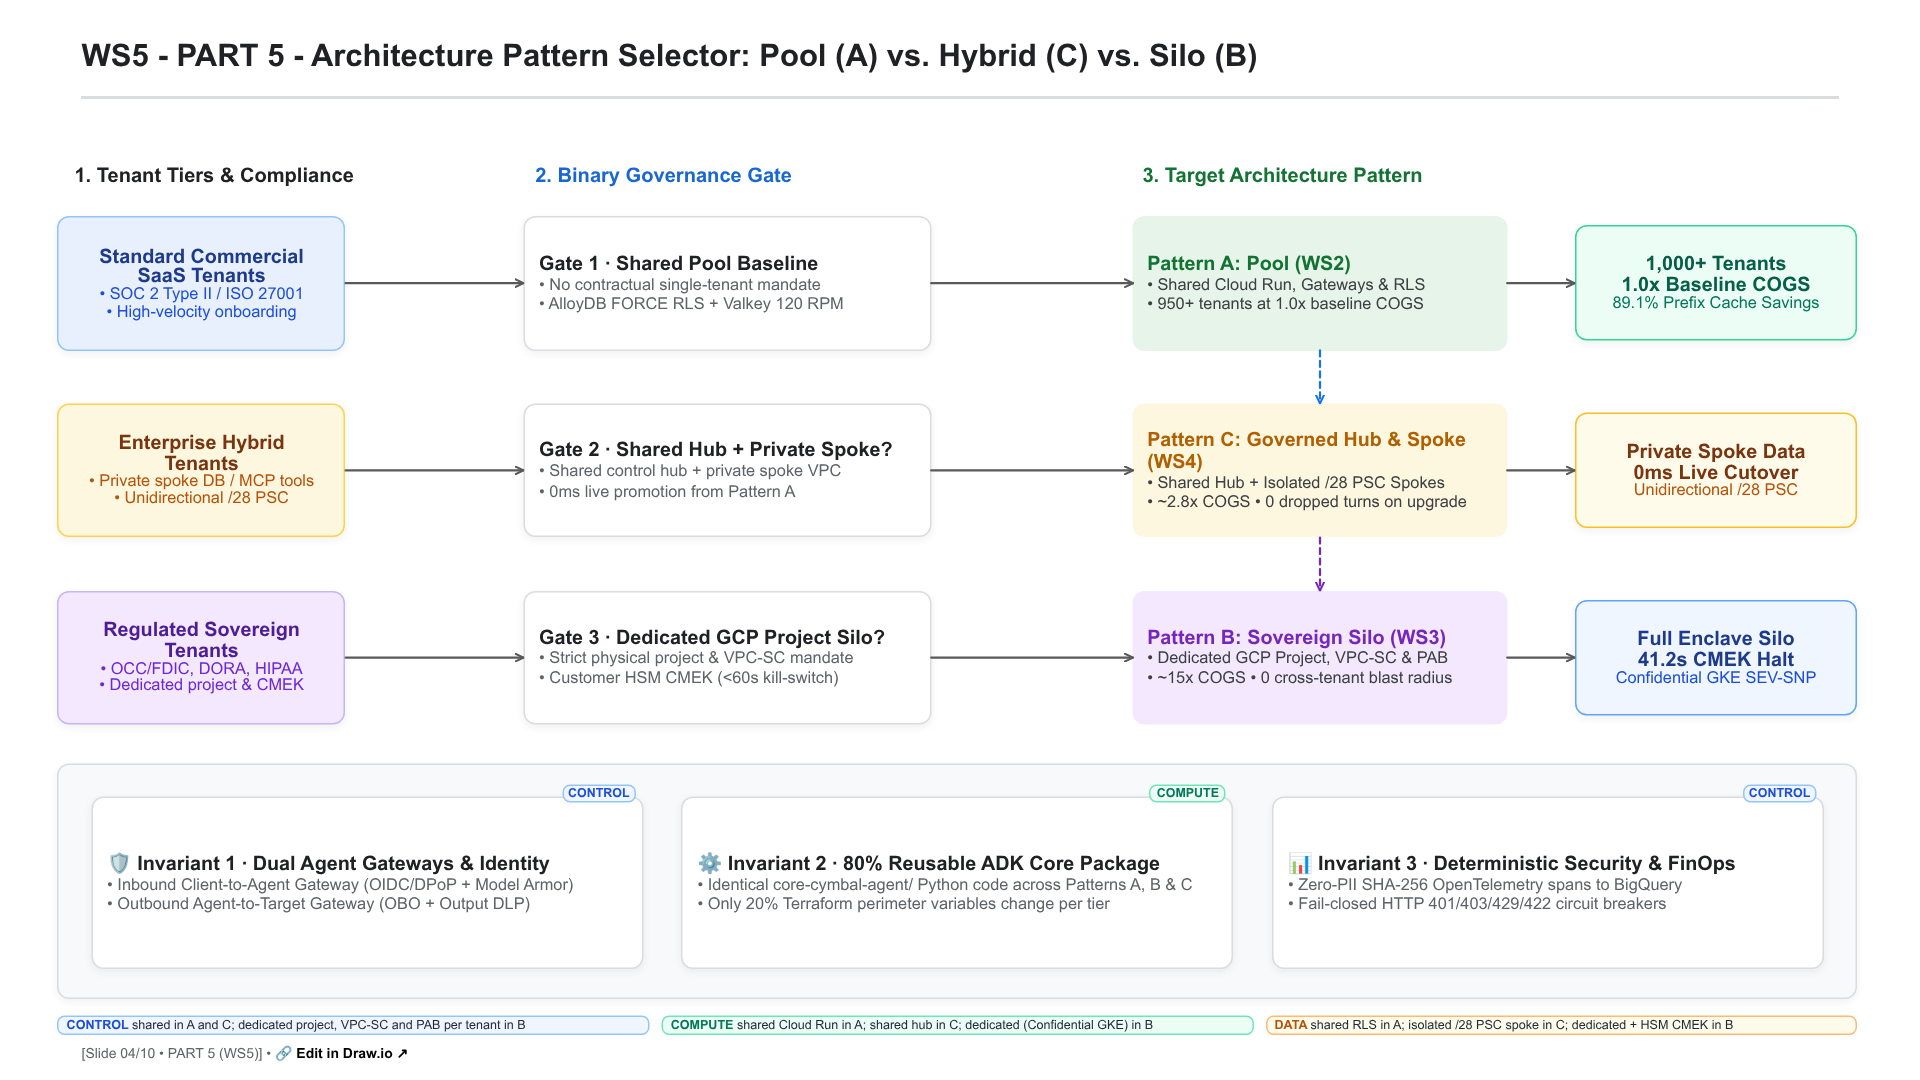 WS5 - PART 5 - Architecture Pattern Selector: Pool (A) vs. Hybrid (C) vs. Silo (B)
1. Tenant Tiers & Compliance
2. Binary Governance Gate
3. Target Architecture Pattern
Standard Commercial
SaaS Tenants
• SOC 2 Type II / ISO 27001
• High-velocity onboarding
Gate 1 · Shared Pool Baseline
• No contractual single-tenant mandate
• AlloyDB FORCE RLS + Valkey 120 RPM
Pattern A: Pool (WS2)
• Shared Cloud Run, Gateways & RLS
• 950+ tenants at 1.0x baseline COGS
1,000+ Tenants
1.0x Baseline COGS
89.1% Prefix Cache Savings
Enterprise Hybrid
Tenants
• Private spoke DB / MCP tools
• Unidirectional /28 PSC
Gate 2 · Shared Hub + Private Spoke?
• Shared control hub + private spoke VPC
• 0ms live promotion from Pattern A
Pattern C: Governed Hub & Spoke
(WS4)
• Shared Hub + Isolated /28 PSC Spokes
• ~2.8x COGS • 0 dropped turns on upgrade
Private Spoke Data
0ms Live Cutover
Unidirectional /28 PSC
Regulated Sovereign
Tenants
• OCC/FDIC, DORA, HIPAA
• Dedicated project & CMEK
Gate 3 · Dedicated GCP Project Silo?
• Strict physical project & VPC-SC mandate
• Customer HSM CMEK (<60s kill-switch)
Pattern B: Sovereign Silo (WS3)
• Dedicated GCP Project, VPC-SC & PAB
• ~15x COGS • 0 cross-tenant blast radius
Full Enclave Silo
41.2s CMEK Halt
Confidential GKE SEV-SNP
CONTROL
🛡️ Invariant 1 · Dual Agent Gateways & Identity
• Inbound Client-to-Agent Gateway (OIDC/DPoP + Model Armor)
• Outbound Agent-to-Target Gateway (OBO + Output DLP)
COMPUTE
⚙️ Invariant 2 · 80% Reusable ADK Core Package
• Identical core-cymbal-agent/ Python code across Patterns A, B & C
• Only 20% Terraform perimeter variables change per tier
CONTROL
📊 Invariant 3 · Deterministic Security & FinOps
• Zero-PII SHA-256 OpenTelemetry spans to BigQuery
• Fail-closed HTTP 401/403/429/422 circuit breakers
CONTROL shared in A and C; dedicated project, VPC-SC and PAB per tenant in B
COMPUTE shared Cloud Run in A; shared hub in C; dedicated (Confidential GKE) in B
DATA shared RLS in A; isolated /28 PSC spoke in C; dedicated + HSM CMEK in B
[Slide 04/10 • PART 5 (WS5)] • 🔗 Edit in Draw.io ↗